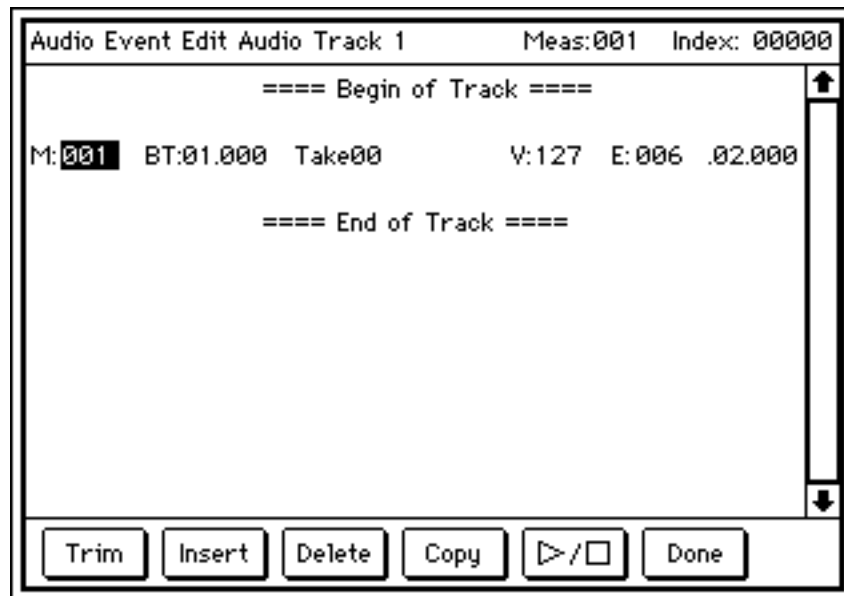 Audio Event Edit Audio Track 1 Meas:001 Index: 00000
==== Begin of Track ====
M:001 BT:01.000 Take00 V:127 E:006 .02.000
==== End of Track ====
Trim Insert Delete Copy ▷/□ Done